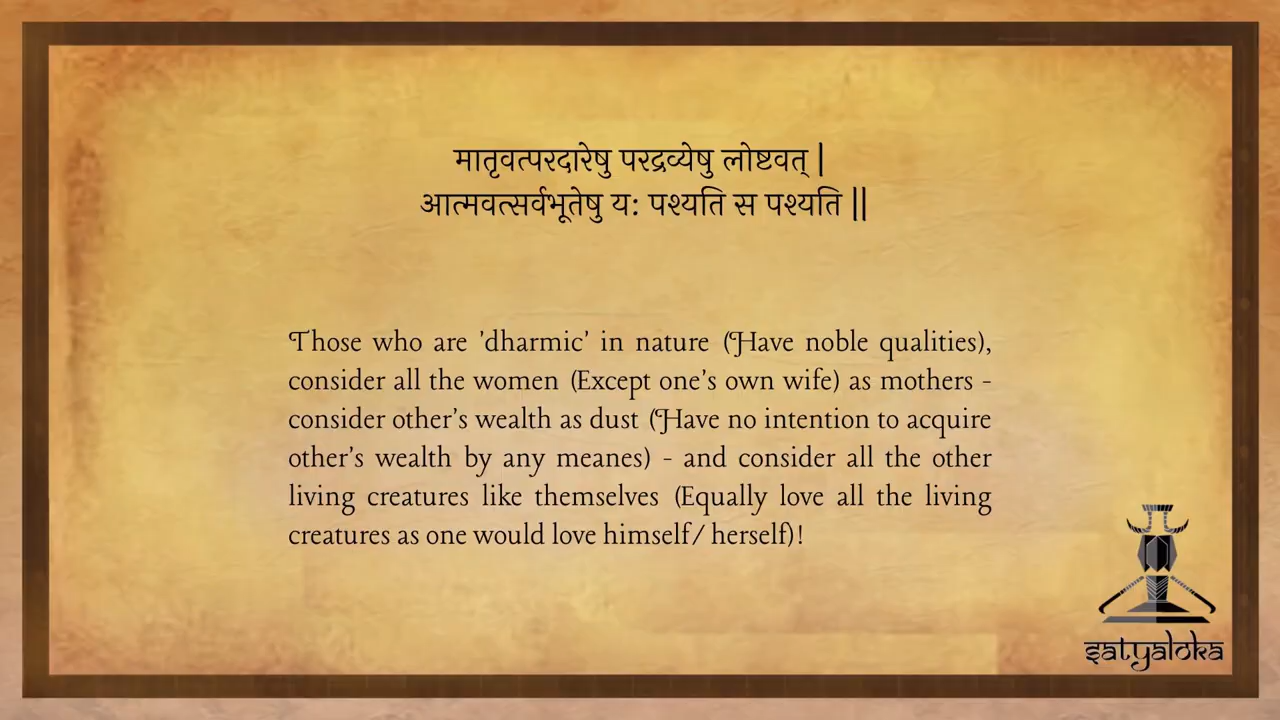 मातृवत्परदारेषु परद्रव्येषु लोष्टवत् |
आत्मवत्सर्वभूतेषु यः पश्यति स पश्यति ||
Those who are 'dharmic' in nature (Have noble qualities),
consider all the women (Except one's own wife) as mothers -
consider other's wealth as dust (Have no intention to acquire
other's wealth by any meanes) - and consider all the other
living creatures like themselves (Equally love all the living
creatures as one would love himself/ herself)!
satyaloka